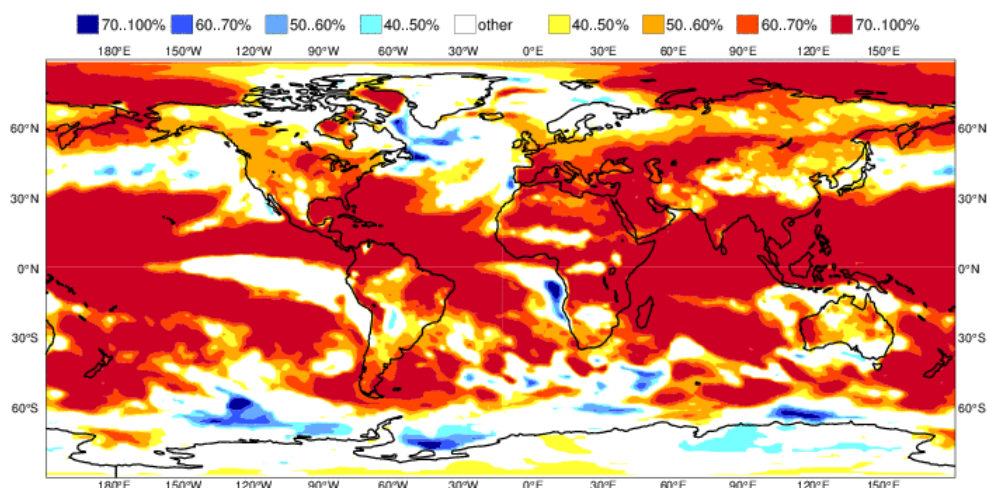 70..100% 60..70% 50..60% 40..50% other 40..50% 50..60% 60..70% 70..100%
180°E 150°W 120°W 90°W 60°W 30°W 0°E 30°E 60°E 90°E 120°E 150°E
60°N 60°N
30°N 30°N
0°N 0°N
30°S 30°S
60°S 60°S
180°E 150°W 120°W 90°W 60°W 30°W 0°E 30°E 60°E 90°E 120°E 150°E